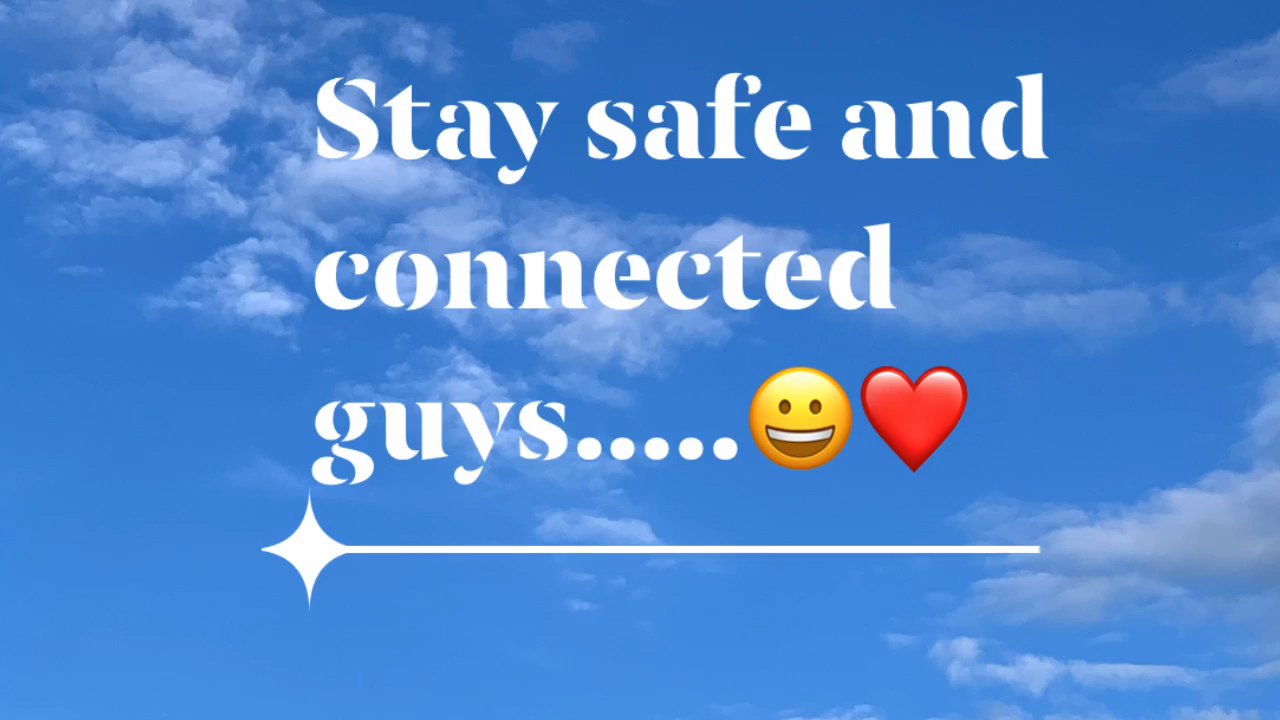 Stay safe and
connected
guys.....😀❤️